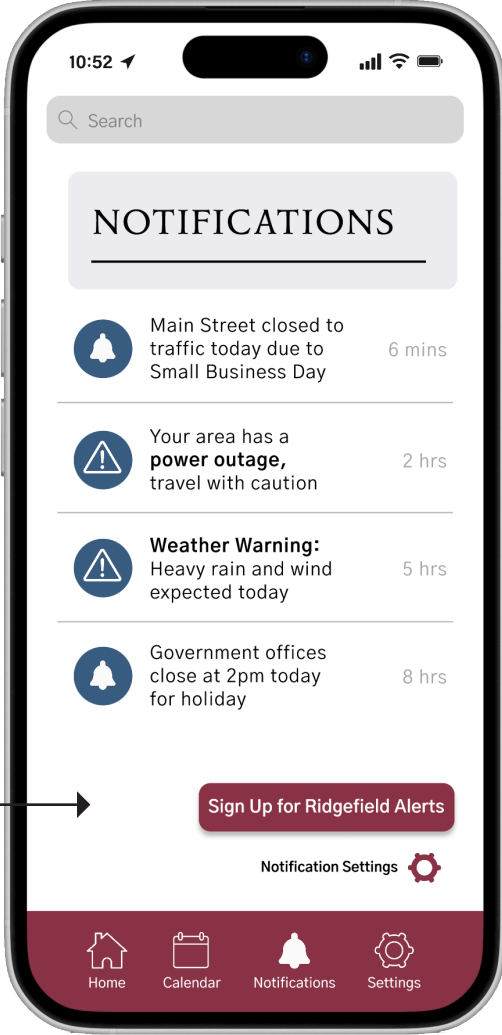 10:52
Search
NOTIFICATIONS
Main Street closed to
traffic today due to
Small Business Day
6 mins
Your area has a
power outage,
travel with caution
2 hrs
Weather Warning:
Heavy rain and wind
expected today
5 hrs
Government offices
close at 2pm today
for holiday
8 hrs
Sign Up for Ridgefield Alerts
Notification Settings
Home
Calendar
Notifications
Settings